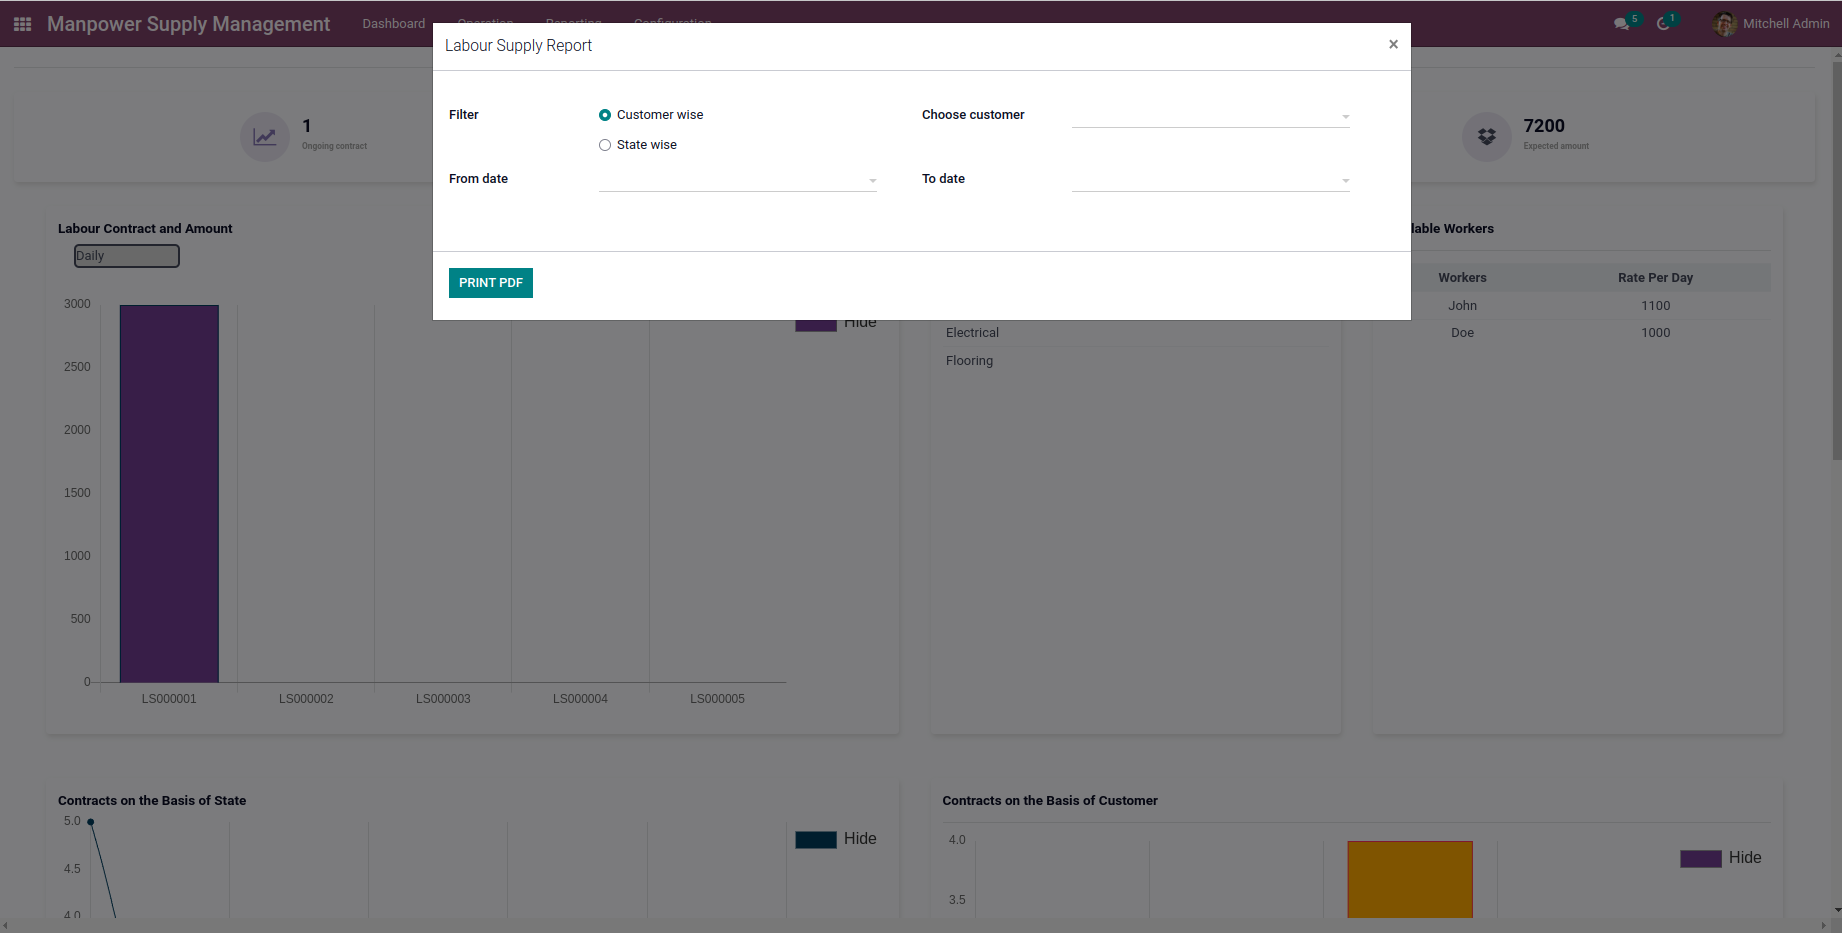 Manpower Supply Management Dashboard Operation Reporting Configuration 5 1 Mitchell Admin
Labour Supply Report ×
Filter Customer wise Choose customer
State wise
From date To date
PRINT PDF
1
Ongoing contract
7200
Expected amount
Labour Contract and Amount
Daily
3000
2500
2000
1500
1000
500
0
LS000001 LS000002 LS000003 LS000004 LS000005
Hide
Electrical
Flooring
lable Workers
Workers Rate Per Day
John 1100
Doe 1000
Contracts on the Basis of State
5.0
4.5
4.0
Hide
Contracts on the Basis of Customer
4.0
3.5
Hide